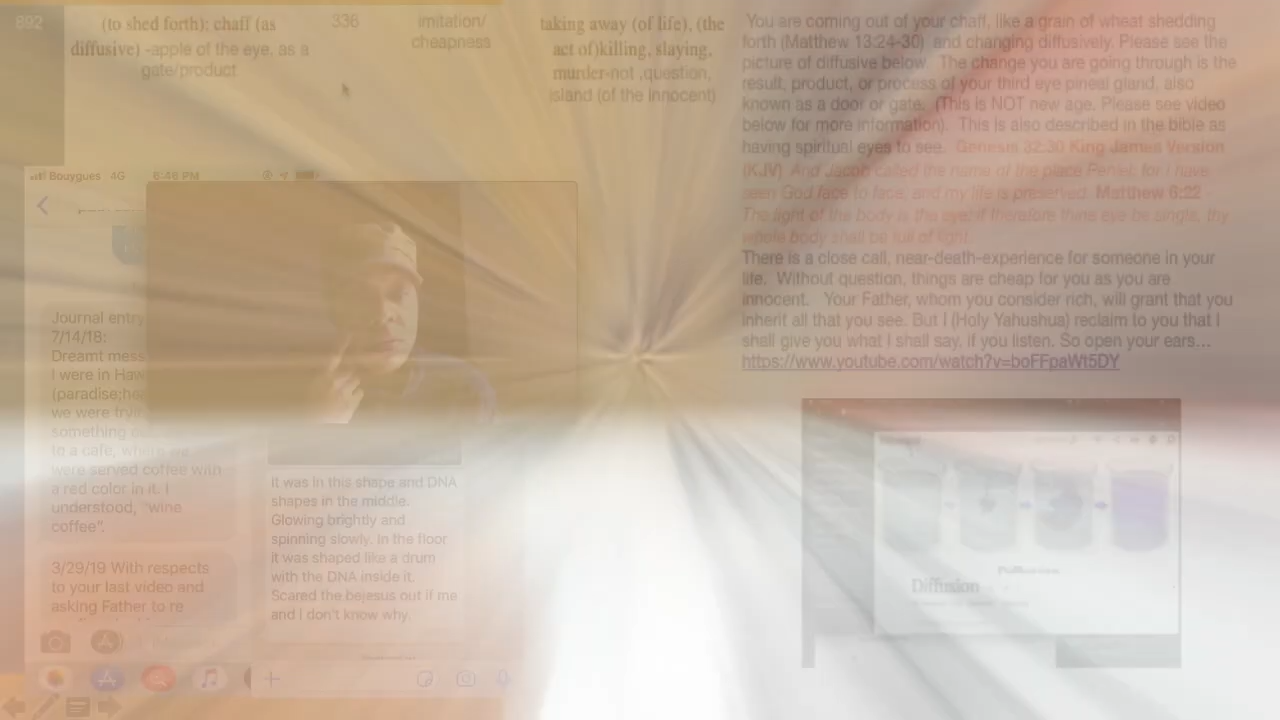 892
(to shed forth); chaff (as
diffusive) -apple of the eye. as a
gate/product
336
imitation/
cheapness
taking away (of life), (the
act of)killing, slaying,
murder-not ,question,
island (of the innocent)
You are coming out of your chaff, like a grain of wheat shedding
forth (Matthew 13:24-30) and changing diffusively. Please see the
picture of diffusive below. The change you are going through is the
result, product, or process of your third eye pineal gland, also
known as a door or gate. (This is NOT new age. Please see video
below for more information). This is also described in the bible as
having spiritual eyes to see. Genesis 32:30 King James Version
(KJV) And Jacob called the name of the place Peniel: for I have
seen God face to face, and my life is preserved. Matthew 6:22 -
The light of the body is the eye: if therefore thine eye be single, thy
whole body shall be full of light.
There is a close call, near-death-experience for someone in your
life. Without question, things are cheap for you as you are
innocent. Your Father, whom you consider rich, will grant that you
inherit all that you see. But I (Holy Yahushua) reclaim to you that I
shall give you what I shall say, if you listen. So open your ears…
https://www.youtube.com/watch?v=boFFpaWt5DY
Bouygues 4G 6:46 PM
Journal entry
7/14/18:
Dreamt mess
I were in Haw
(paradise;hea
we were tryin
something
to a cafe, where we
were served coffee with
a red color in it. I
understood, "wine
coffee".
3/29/19 With respects
to your last video and
asking Father to re
It was in this shape and DNA
shapes in the middle.
Glowing brightly and
spinning slowly. In the floor
it was shaped like a drum
with the DNA inside it.
Scared the bejesus out if me
and I don't know why.
Diffusion